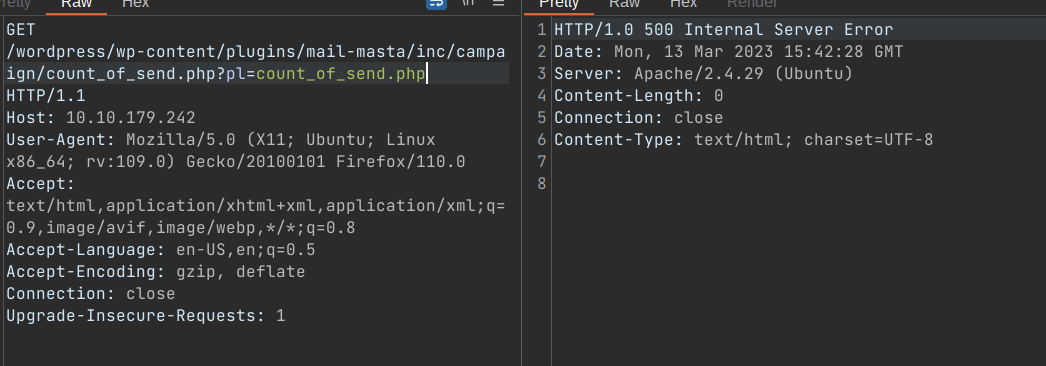 Pretty Raw Hex \n
GET
/wordpress/wp-content/plugins/mail-masta/inc/campa
ign/count_of_send.php?pl=count_of_send.php
HTTP/1.1
Host: 10.10.179.242
User-Agent: Mozilla/5.0 (X11; Ubuntu; Linux
x86_64; rv:109.0) Gecko/20100101 Firefox/110.0
Accept:
text/html,application/xhtml+xml,application/xml;q=
0.9,image/avif,image/webp,*/*;q=0.8
Accept-Language: en-US,en;q=0.5
Accept-Encoding: gzip, deflate
Connection: close
Upgrade-Insecure-Requests: 1
Pretty Raw Hex Render
1 HTTP/1.0 500 Internal Server Error
2 Date: Mon, 13 Mar 2023 15:42:28 GMT
3 Server: Apache/2.4.29 (Ubuntu)
4 Content-Length: 0
5 Connection: close
6 Content-Type: text/html; charset=UTF-8
7
8